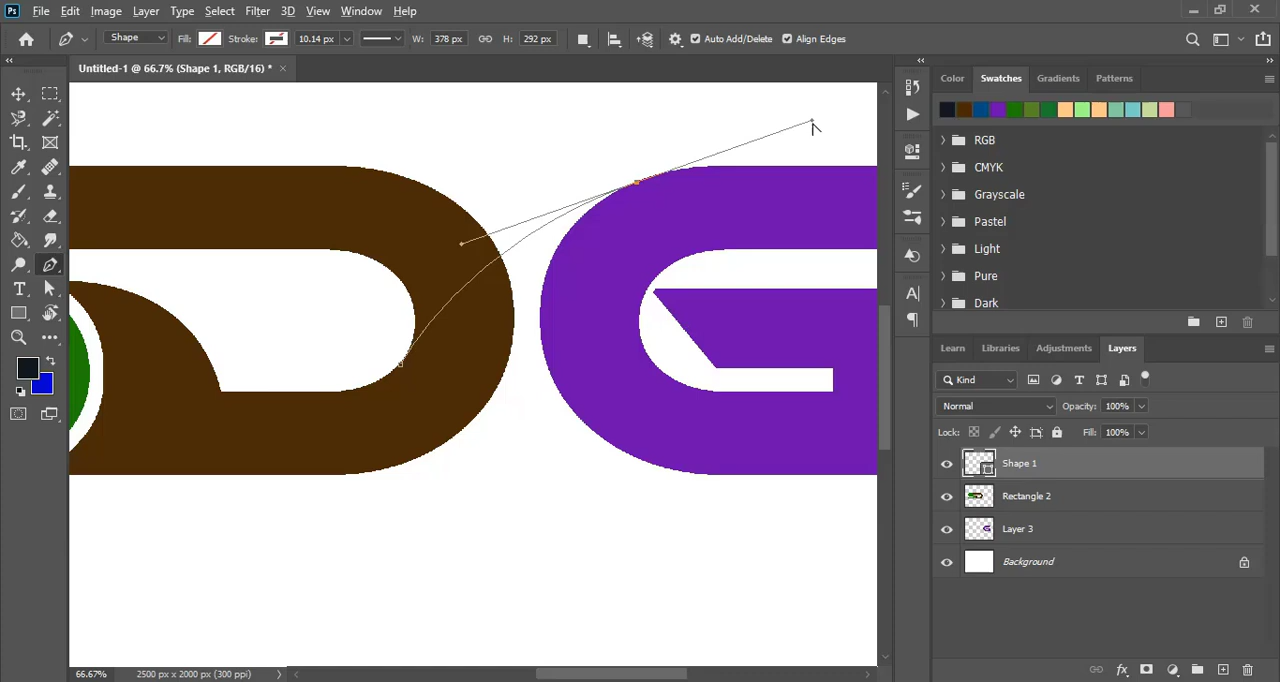 Ps File Edit Image Layer Type Select Filter 3D View Window Help
Shape Fill: Stroke: 10.14 px W: 378 px H: 292 px Auto Add/Delete Align Edges
Untitled-1 @ 66.7% (Shape 1, RGB/16) * ×
Color Swatches Gradients Patterns
RGB
CMYK
Grayscale
Pastel
Light
Pure
Dark
Learn Libraries Adjustments Layers
Kind
Normal Opacity: 100%
Lock: Fill: 100%
Shape 1
Rectangle 2
Layer 3
Background
66.67% 2500 px x 2000 px (300 ppi)